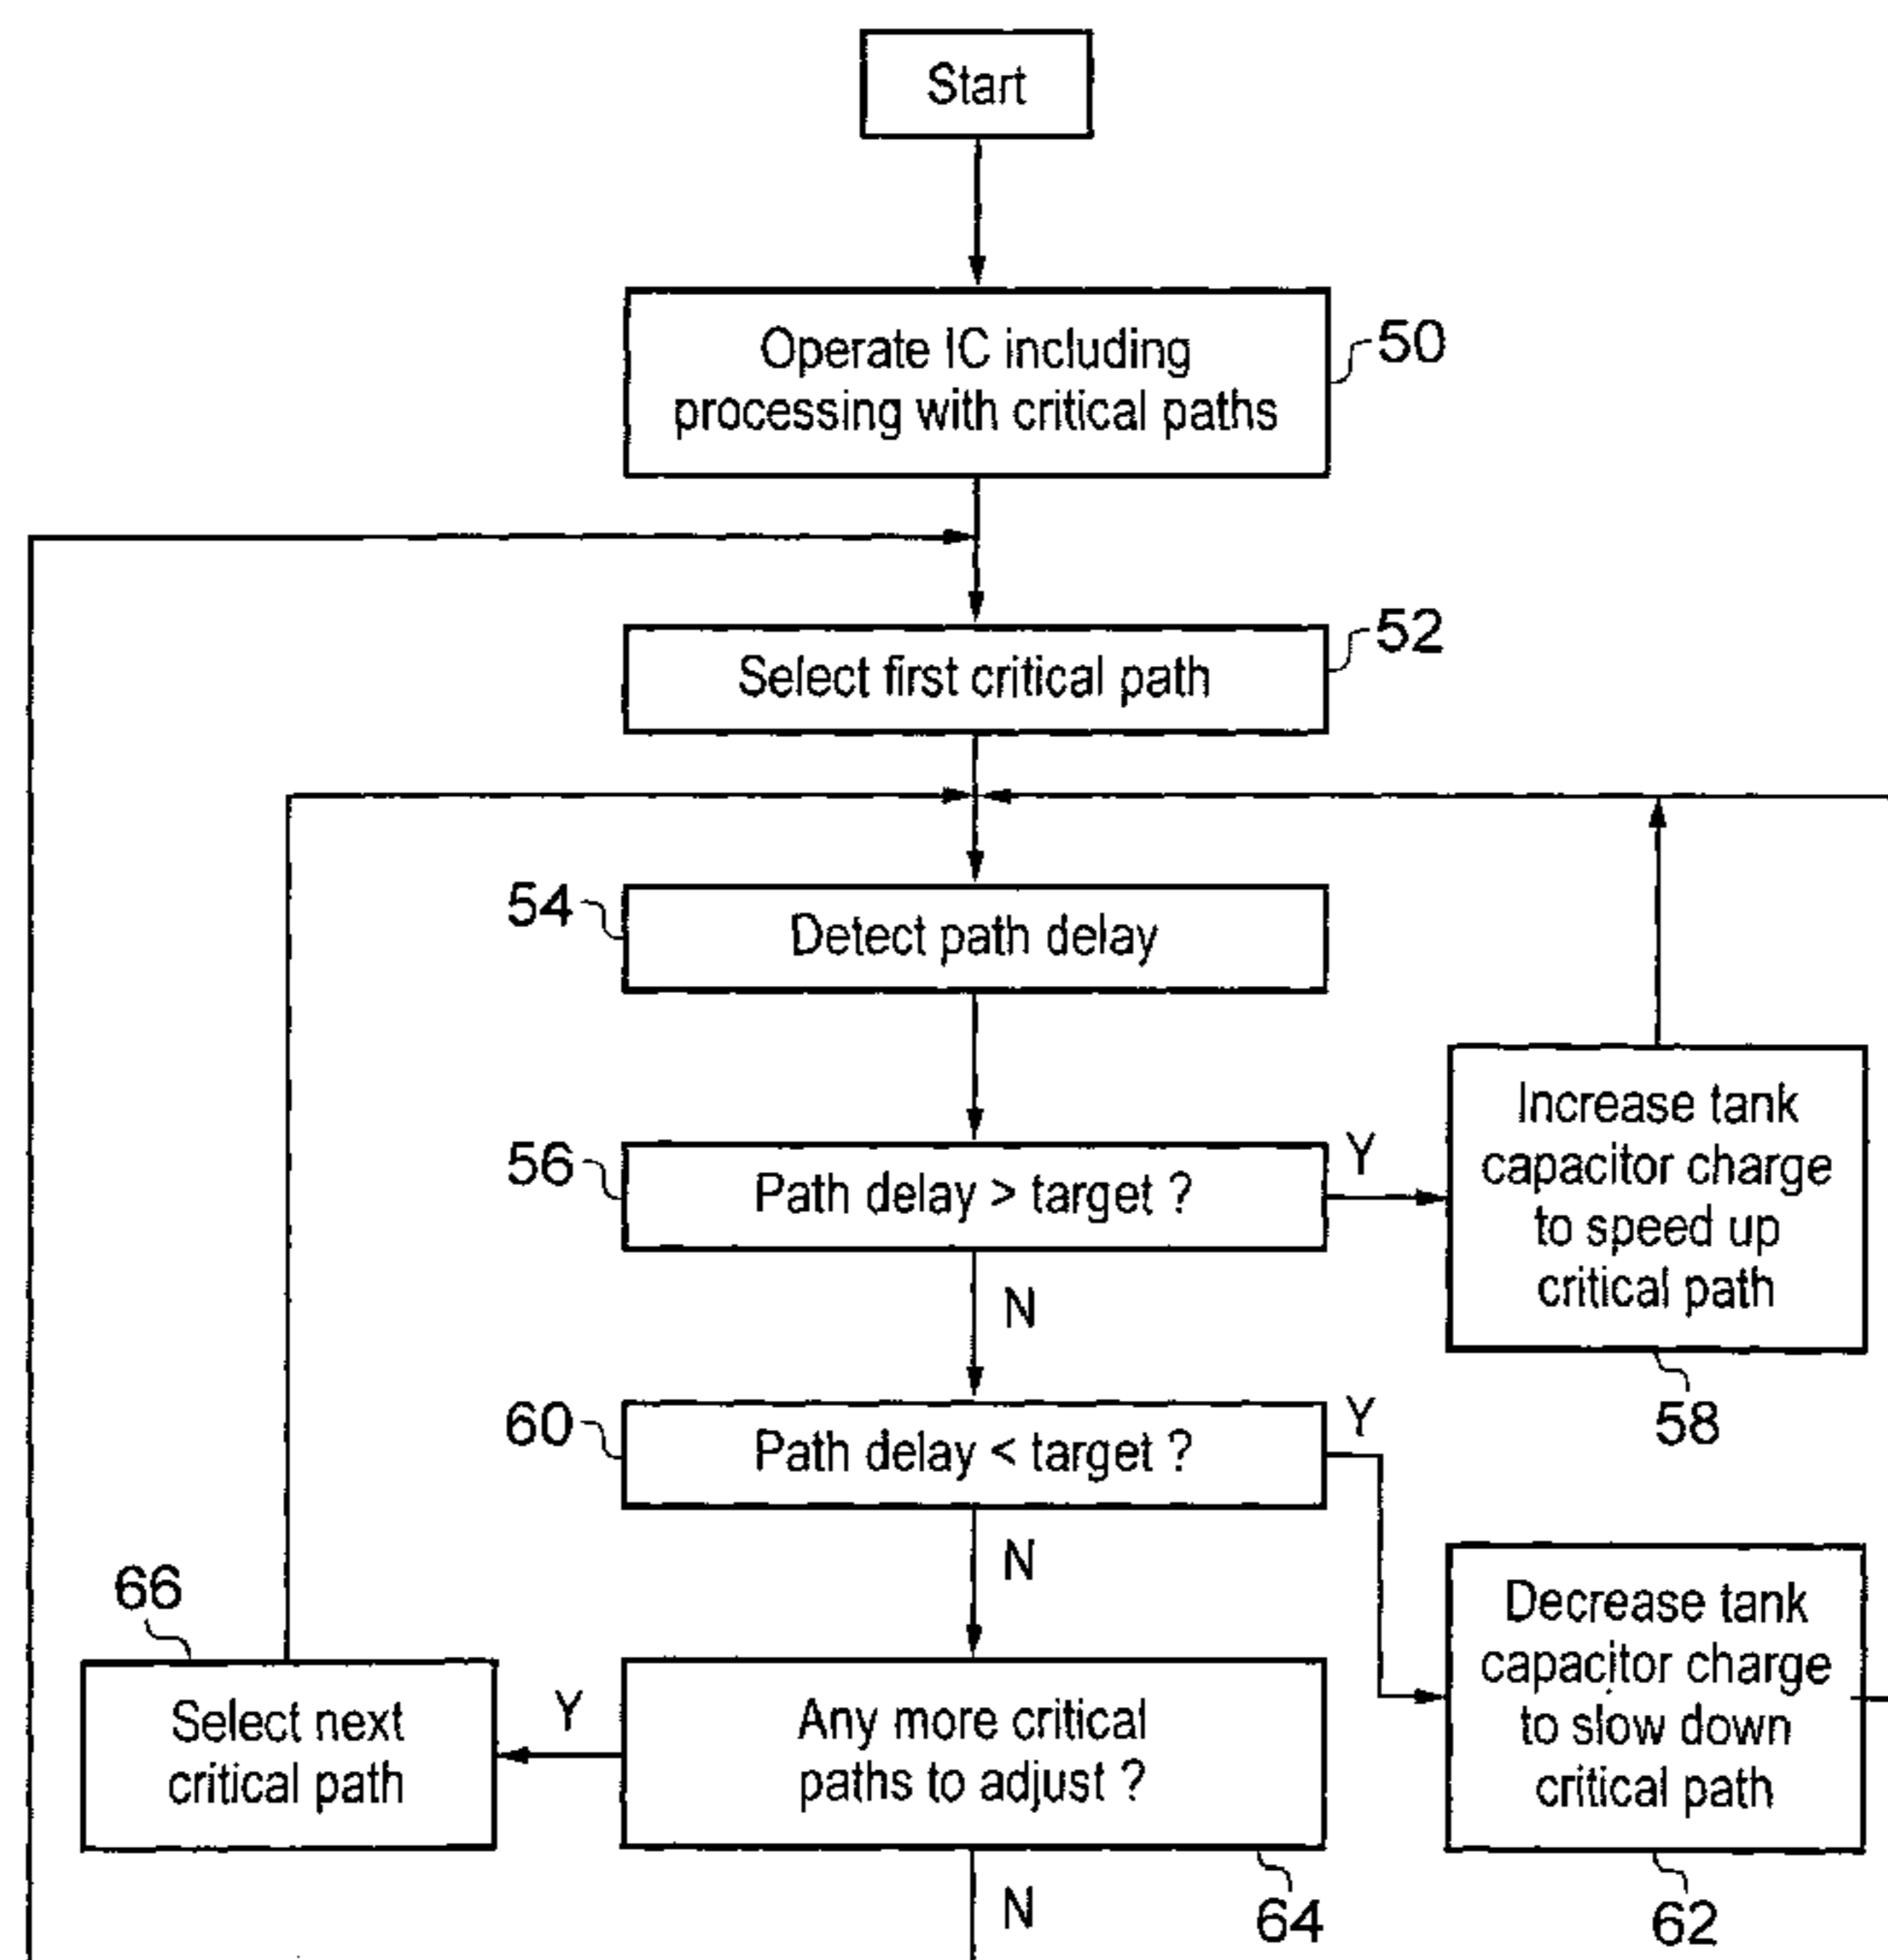 Start
Operate IC including
processing with critical paths
50
Select first critical path
52
54
Detect path delay
56
Path delay > target ?
Y
Increase tank
capacitor charge
to speed up
critical path
58
N
60
Path delay < target ?
Y
Decrease tank
capacitor charge
to slow down
critical path
62
N
66
Select next
critical path
Y
Any more critical
paths to adjust ?
64
N